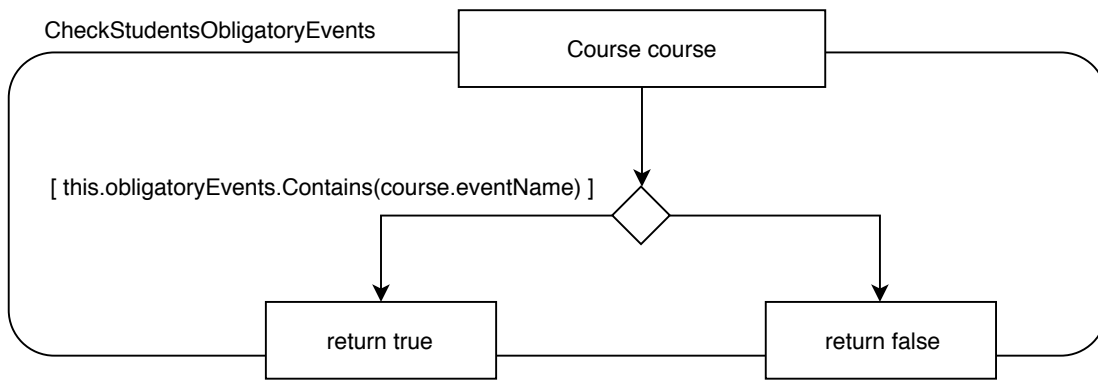 CheckStudentsObligatoryEvents
Course course
[ this.obligatoryEvents.Contains(course.eventName) ]
return true
return false